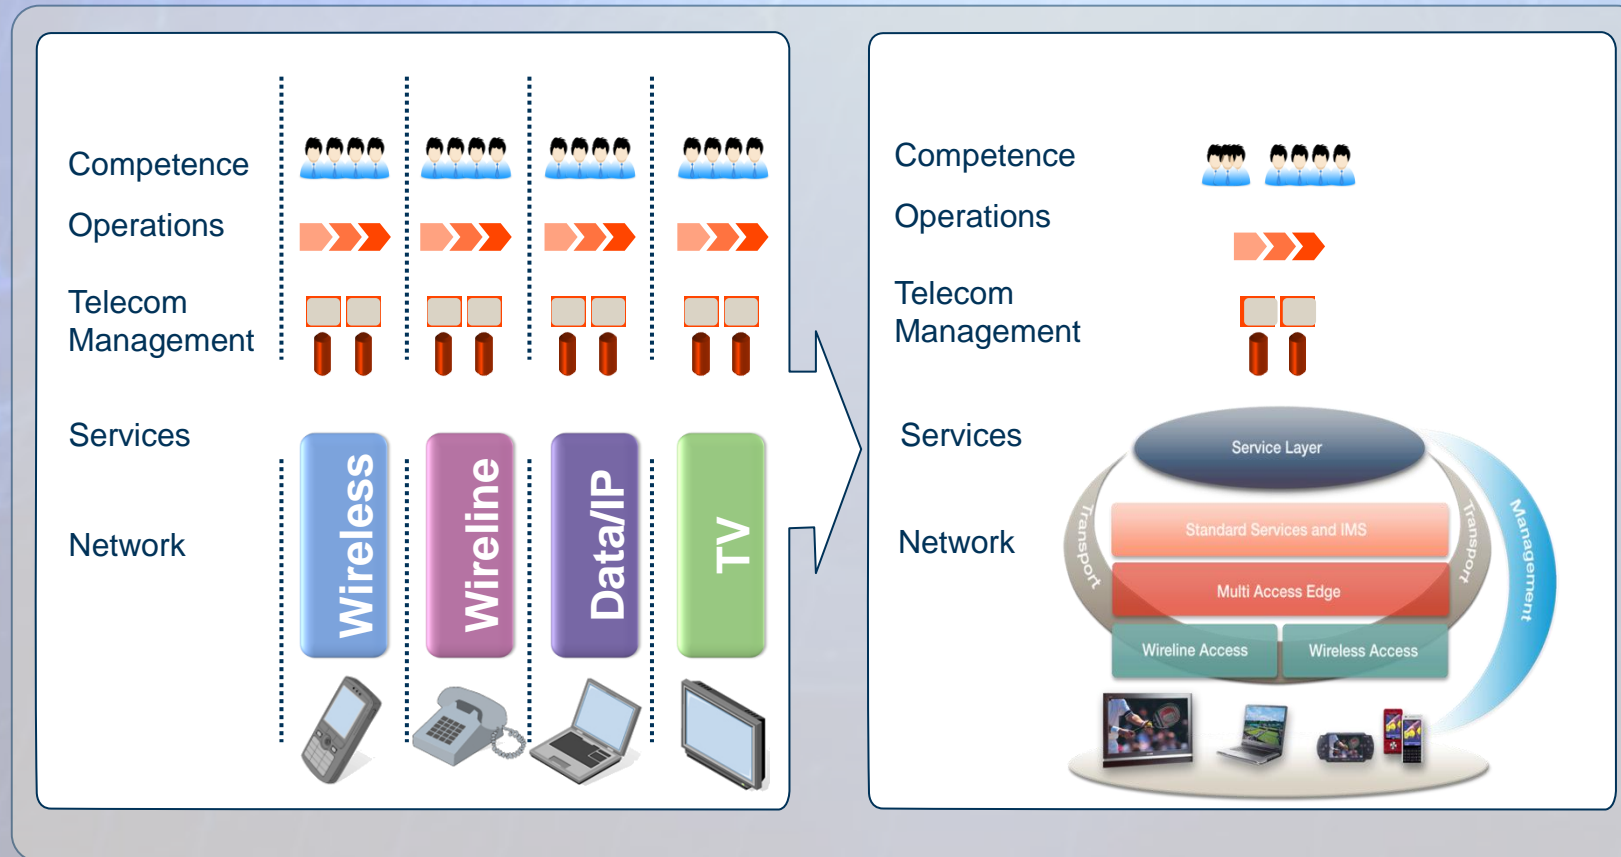 Competence
Operations
Telecom
Management
Services
Network
Wireless
Wireline
Data/IP
TV
Competence
Operations
Telecom
Management
Services
Network
Service Layer
Transport
Standard Services and IMS
Transport
Management
Multi Access Edge
Wireline Access
Wireless Access